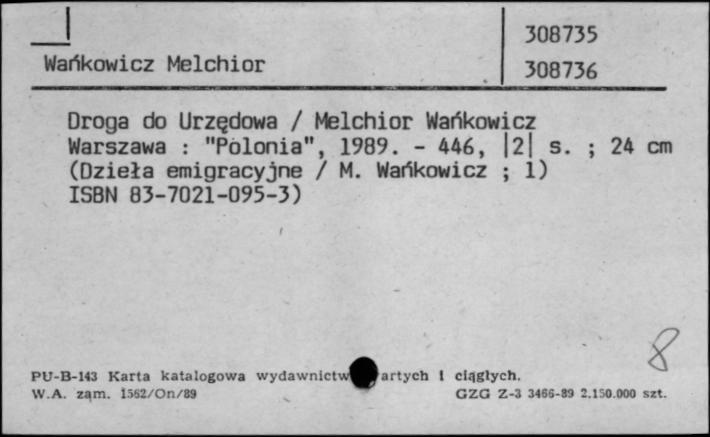 308735
Wańkowicz Melchior
308736
Droga do Urzędowa / Melchior Wańkowicz
Warszawa : "Polonia", 1989. - 446, |2| s. ; 24 cm
(Dzieła emigracyjne / M. Wańkowicz ; 1)
ISBN 83-7021-095-3)
8
PU-B-143 Karta katalogowa wydawnictw artych i ciągłych.
W.A. zam. 1562/On/89 GZG Z-3 3466-89 2.150.000 szt.